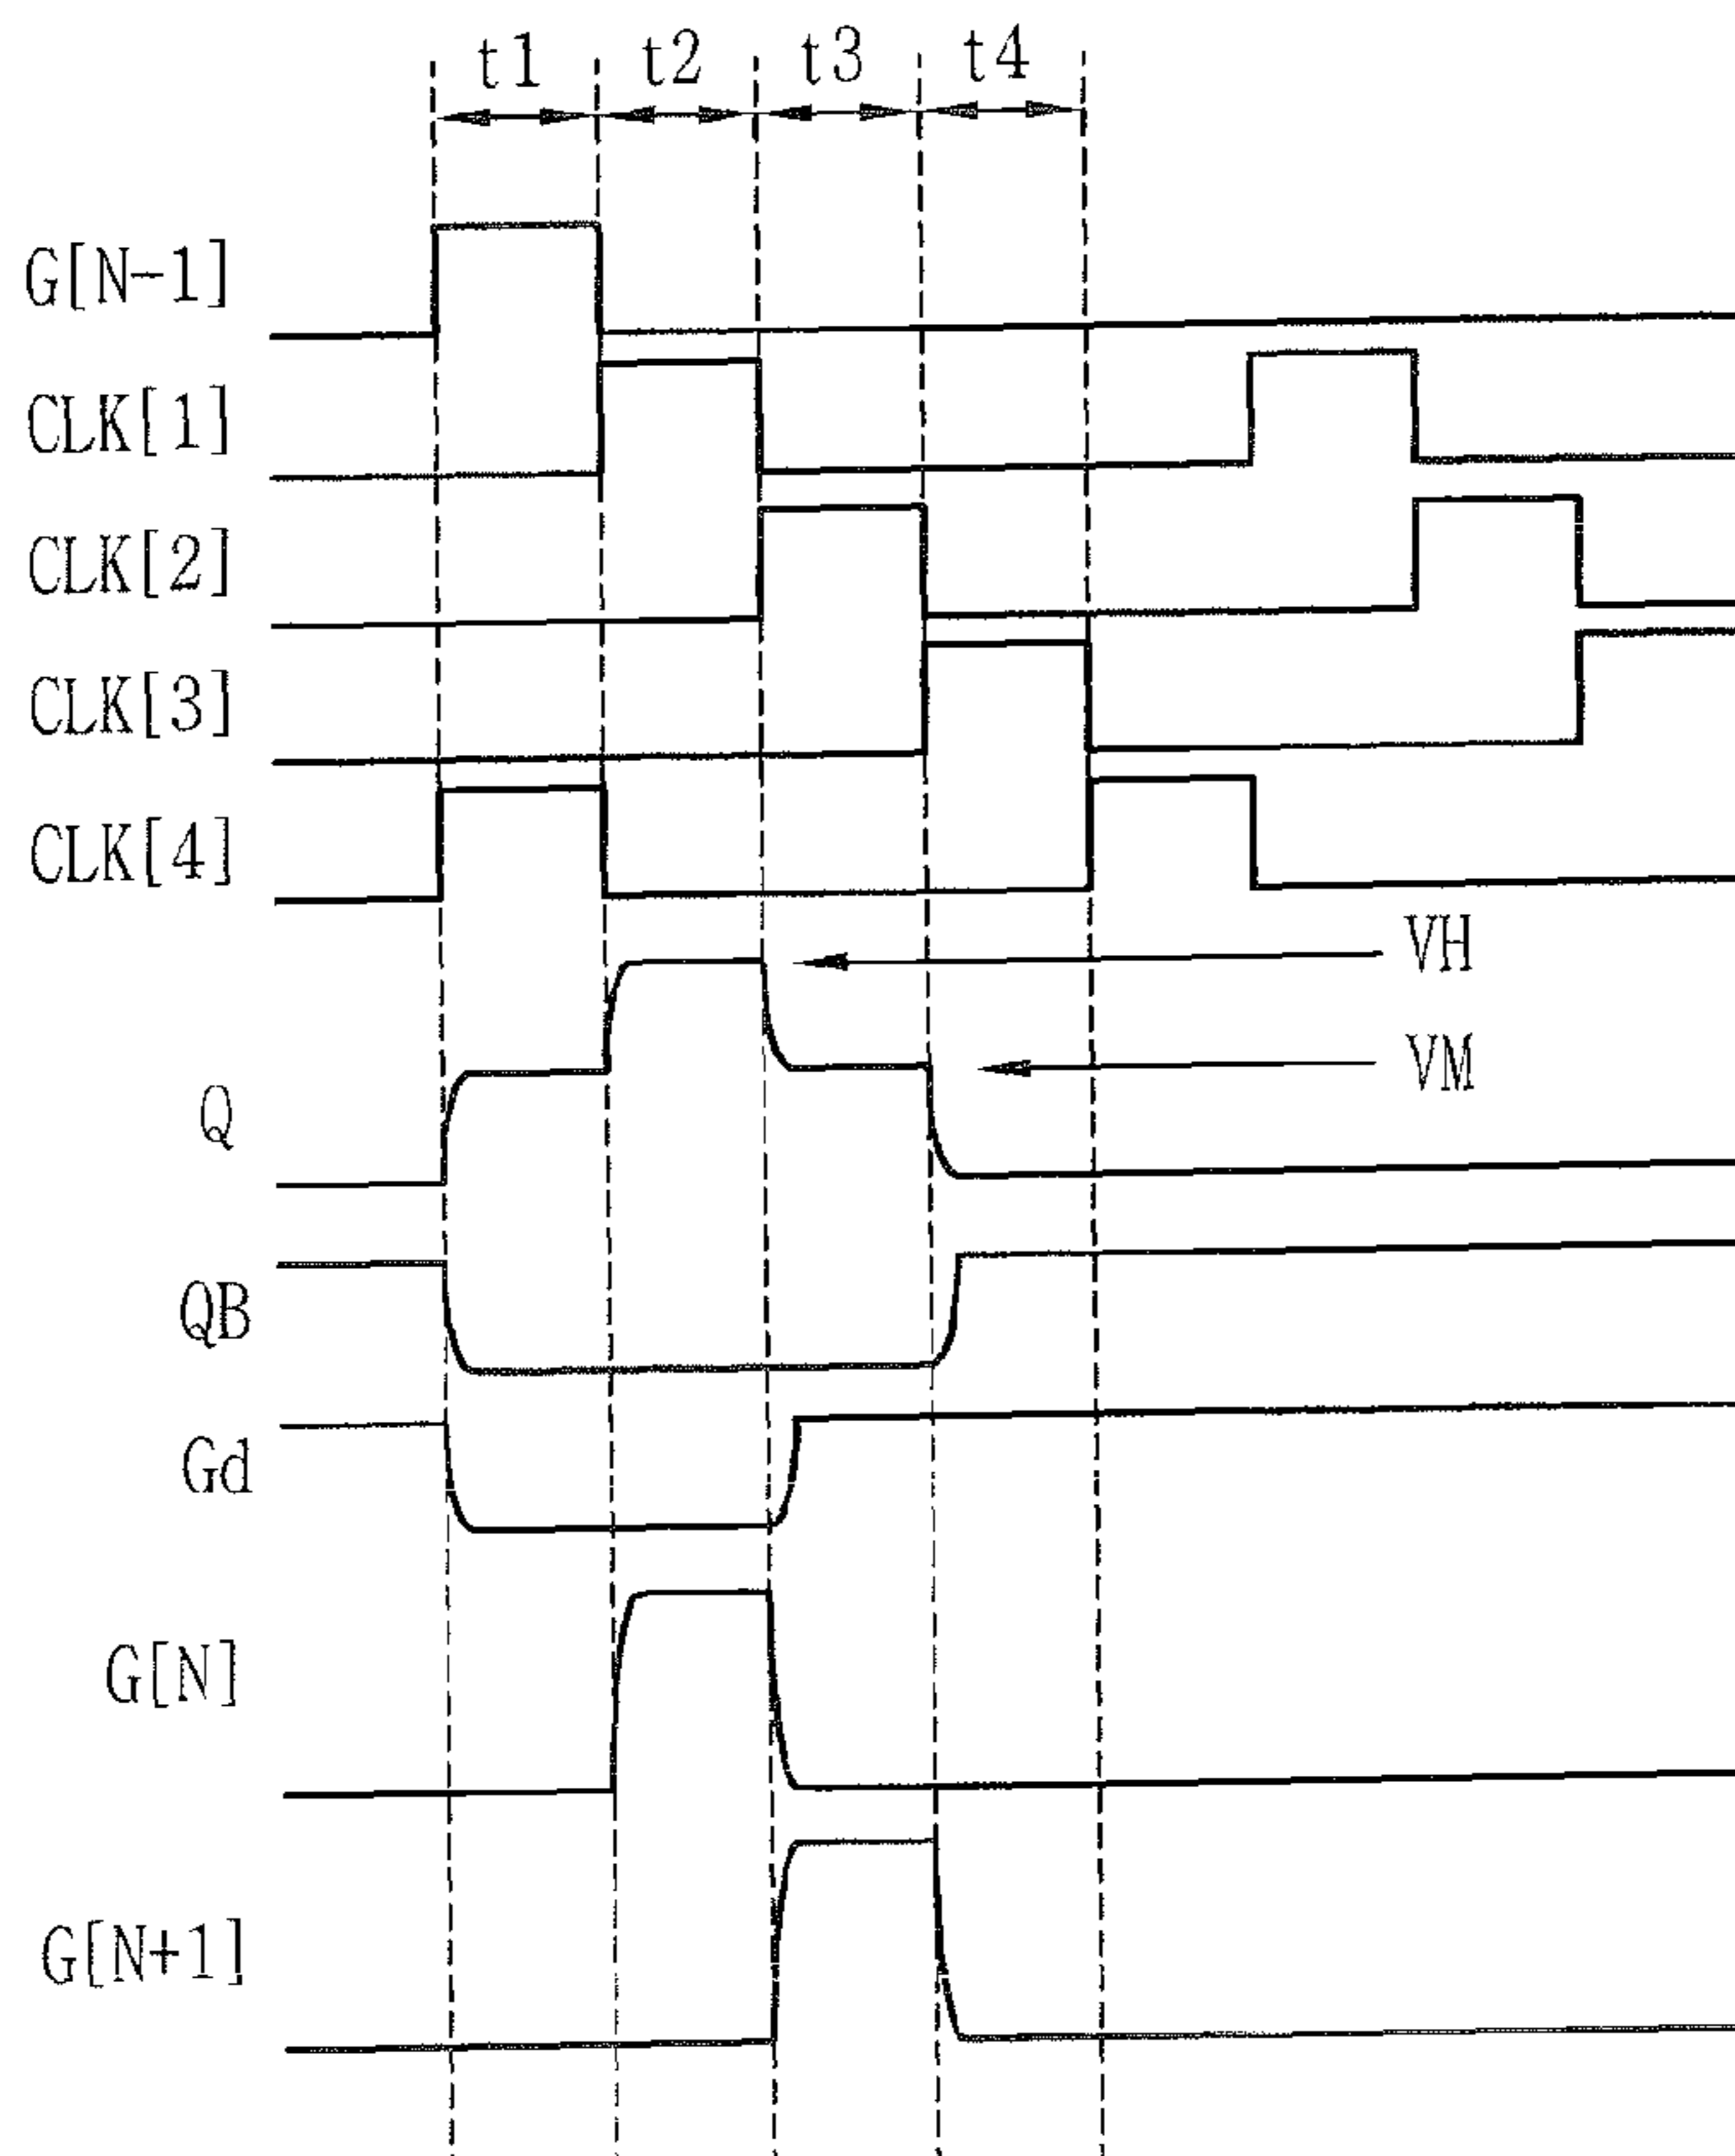 t1 t2 t3 t4
G[N-1]
CLK[1]
CLK[2]
CLK[3]
CLK[4]
VH
VM
Q
QB
Gd
G[N]
G[N+1]